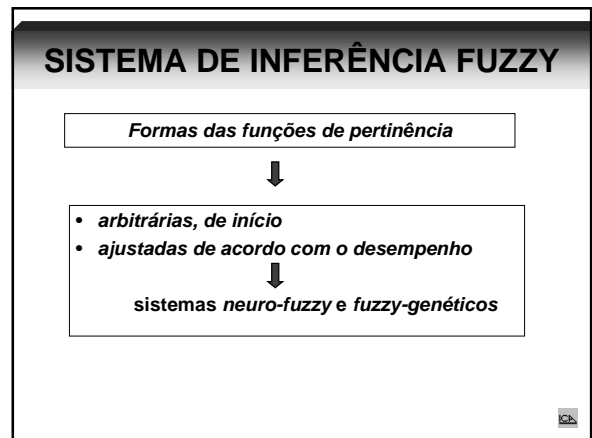 SISTEMA DE INFERÊNCIA FUZZY
Formas das funções de pertinência
• arbitrárias, de início
• ajustadas de acordo com o desempenho
sistemas neuro-fuzzy e fuzzy-genéticos
ICA